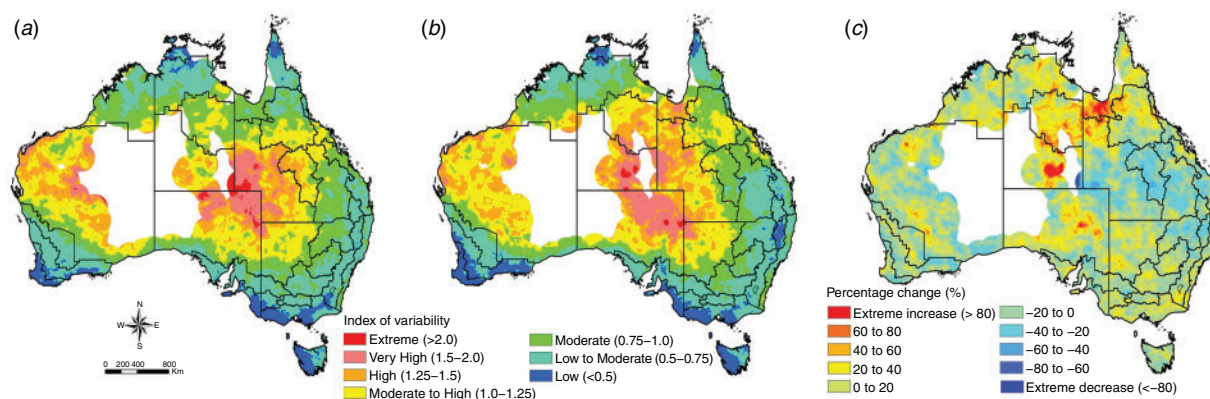 (a)
(b)
(c)
N
W E
S
0 200 400 600 800
Km
Index of variability
Extreme (>2.0)
Very High (1.5–2.0)
High (1.25–1.5)
Moderate to High (1.0–1.25)
Moderate (0.75–1.0)
Low to Moderate (0.5–0.75)
Low (<0.5)
Percentage change (%)
Extreme increase (> 80)
60 to 80
40 to 60
20 to 40
0 to 20
−20 to 0
−40 to −20
−60 to −40
−80 to −60
Extreme decrease (<−80)